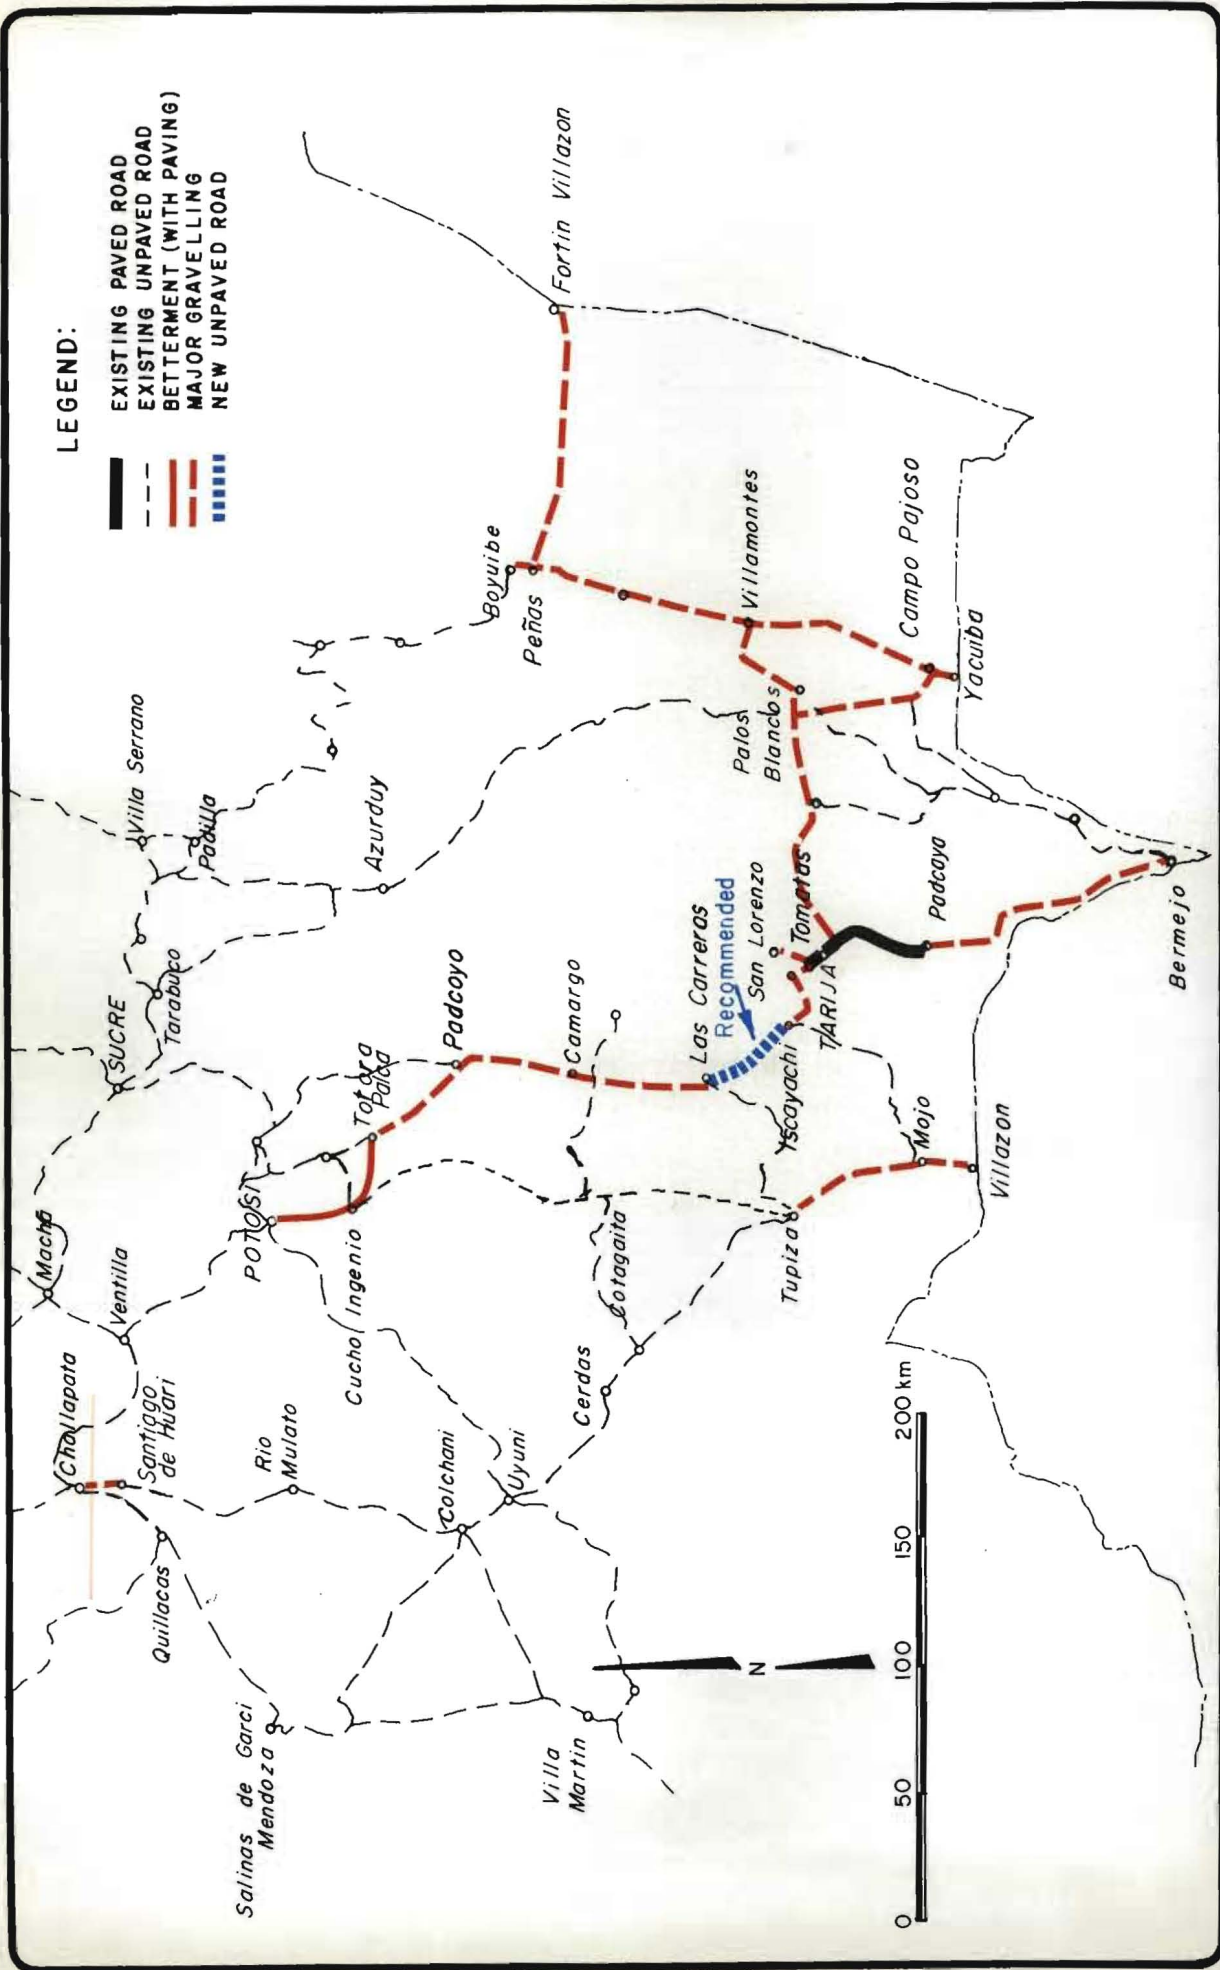 LEGEND:
EXISTING PAVED ROAD
EXISTING UNPAVED ROAD
BETTERMENT (WITH PAVING)
MAJOR GRAVELLING
NEW UNPAVED ROAD
Challapata
Santiago
de Huari
Quillacas
Salinas de Garci
Mendoza
Rio
Mulato
Colchani
Uyuni
Villa
Martin
Cerdas
Macha
Ventilla
POTOSI
Cucho Ingenio
Cotagaita
Tupiza
Mojo
Villazon
SUCRE
Tarabuco
Totora
Palca
Padcoyo
Camargo
Las Carreras
Recommended
San Lorenzo
Tomatas
Iscayachi
TARIJA
Padcaya
Bermejo
Villa Serrano
Padilla
Azurduy
Boyuibe
Peñas
Palos
Blancos
Villamontes
Campo Pajoso
Yacuiba
Fortin Villazon
N
0
50
100
150
200 km